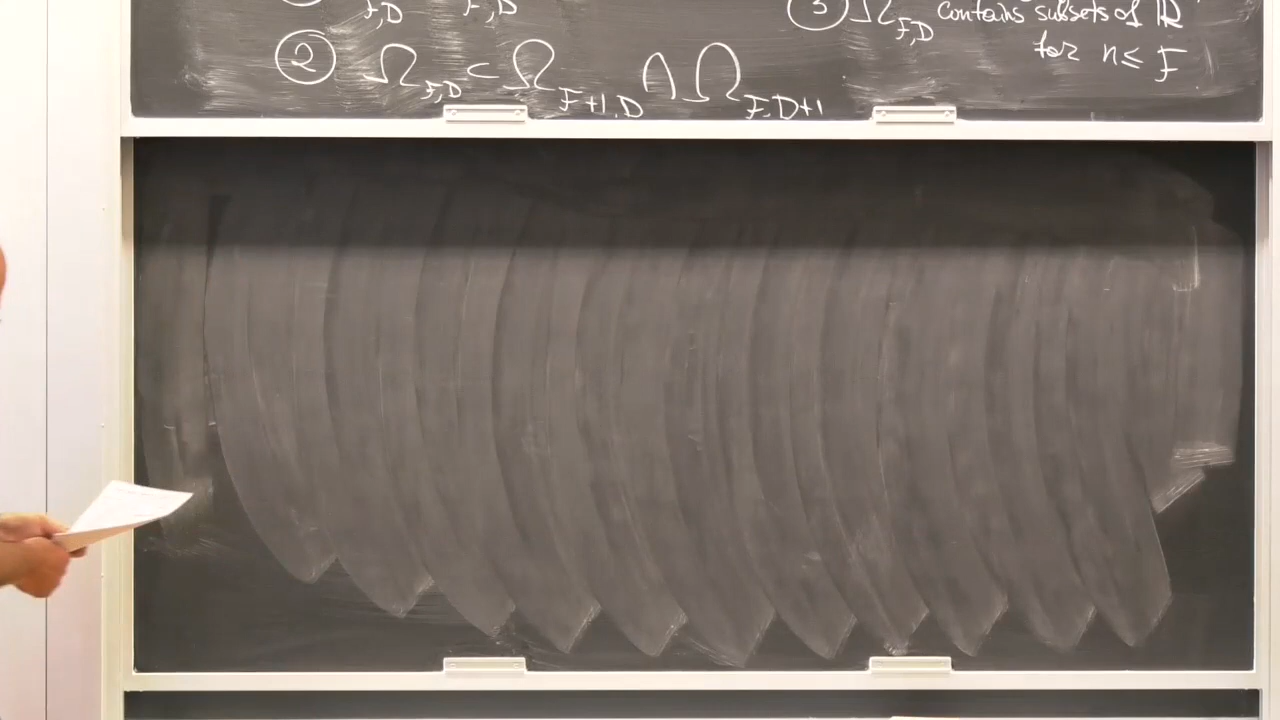 F,D F,D
② Ω_{F,D} ⊂ Ω_{F+1,D} ∩ Ω_{F,D+1}
③ Ω_{F,D} contains subsets of ℝⁿ
for n ≤ F